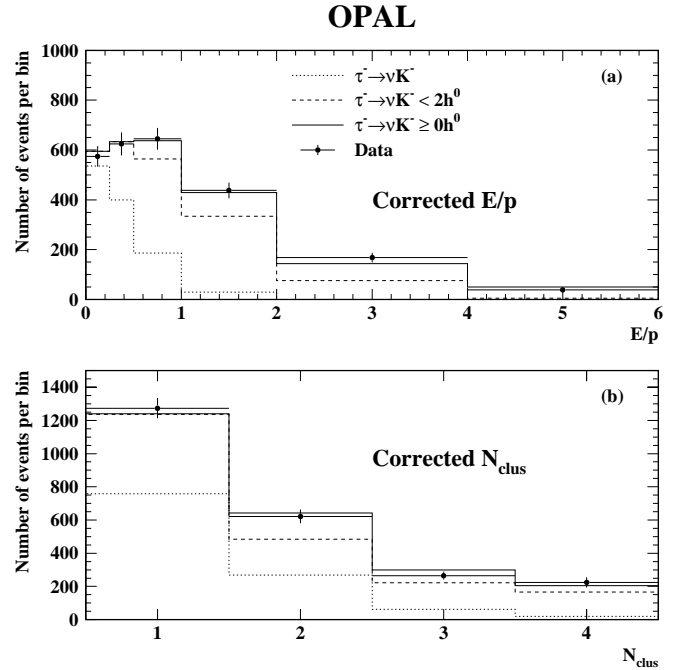 OPAL
Number of events per bin
1000
800
600
400
200
0
(a)
τ⁻→νK⁻
τ⁻→νK⁻ < 2h⁰
τ⁻→νK⁻ ≥ 0h⁰
Data
Corrected E/p
0 1 2 3 4 5 6
E/p
Number of events per bin
1400
1200
1000
800
600
400
200
0
(b)
Corrected N_clus
1 2 3 4
N_clus